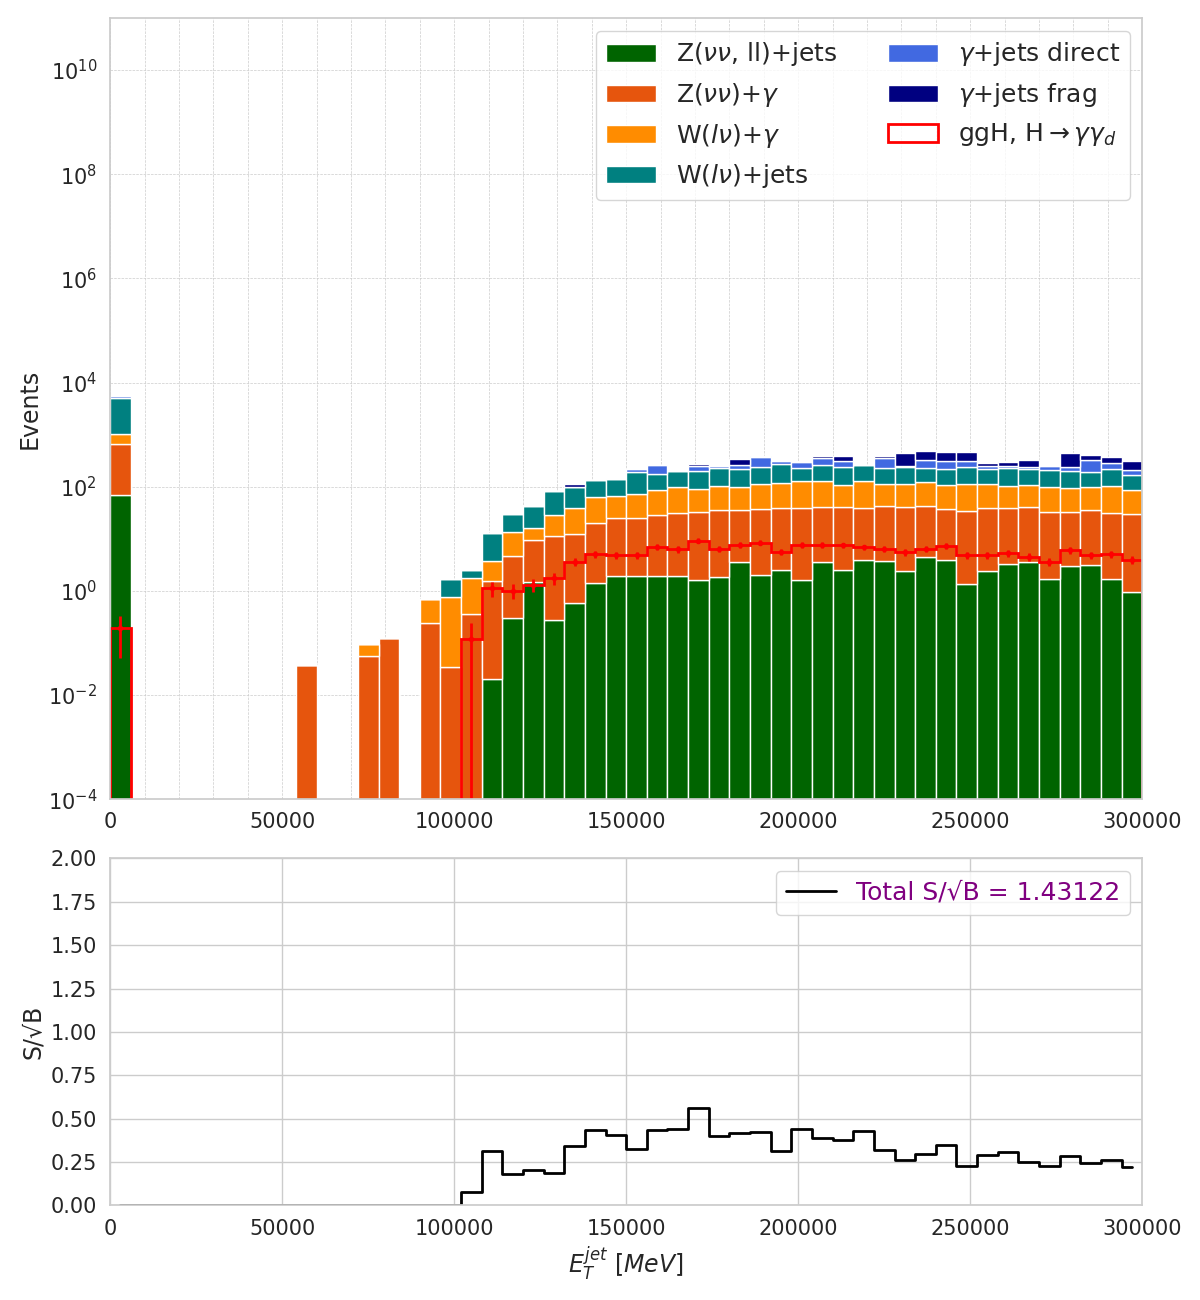 Z(νν, ll)+jets
Z(νν)+γ
W(lν)+γ
W(lν)+jets
γ+jets direct
γ+jets frag
ggH, H→γγ_d
Events
10^10
10^8
10^6
10^4
10^2
10^0
10^−2
10^−4
0 50000 100000 150000 200000 250000 300000
Total S/√B = 1.43122
S/√B
2.00
1.75
1.50
1.25
1.00
0.75
0.50
0.25
0.00
0 50000 100000 150000 200000 250000 300000
E_T^jet [MeV]